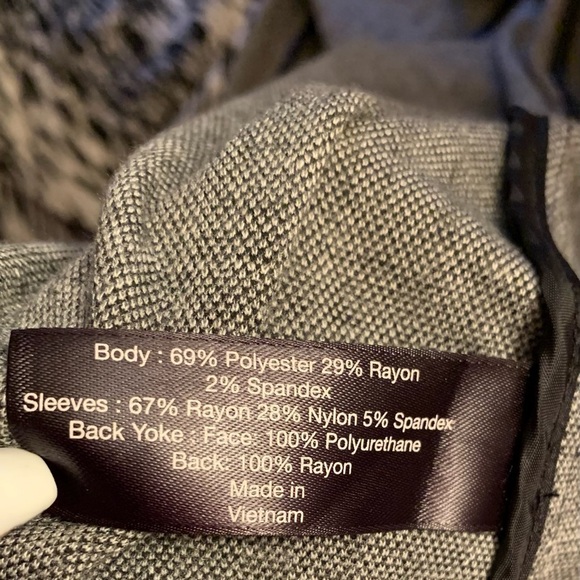 Body : 69% Polyester 29% Rayon
2% Spandex
Sleeves : 67% Rayon 28% Nylon 5% Spandex
Back Yoke : Face: 100% Polyurethane
Back: 100% Rayon
Made in
Vietnam